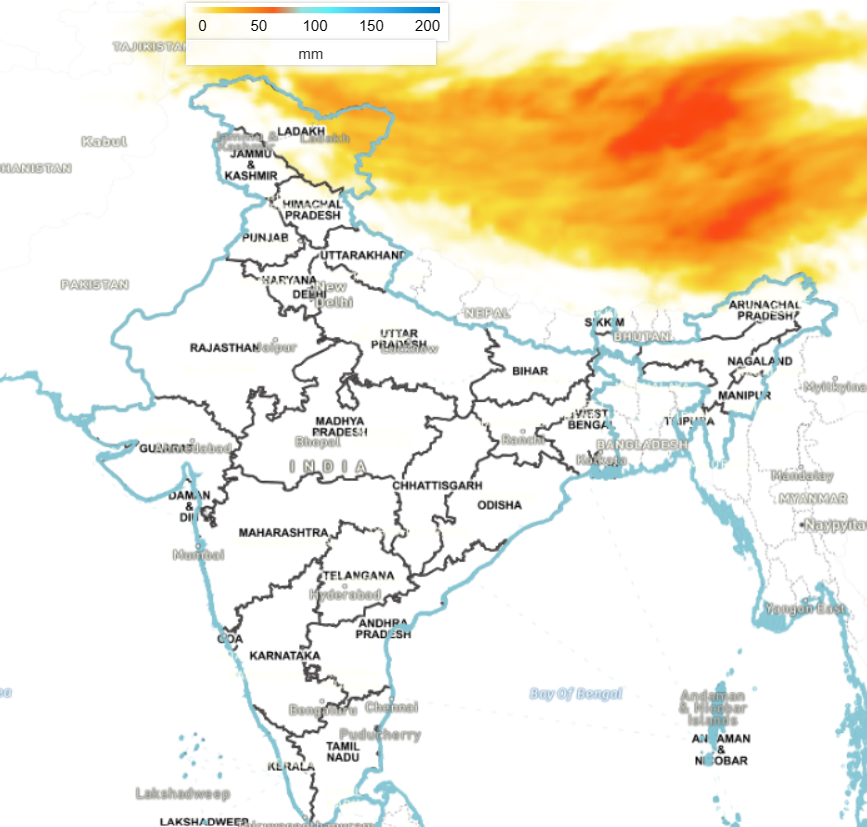 0 50 100 150 200
mm
TAJIKISTA
Kabul
HANISTAN
LADAKH
Ladakh
Jammu &
Kashmir
JAMMU
&
KASHMIR
HIMACHAL
PRADESH
PUNJAB
UTTARAKHAND
PAKISTAN
HARYANA
DELHI
New
Delhi
NEPAL
SIKKIM
BHUTAN
ARUNACHAL
PRADESH
RAJASTHAN
Jaipur
UTTAR
PRADESH
Lucknow
BIHAR
NAGALAND
MANIPUR
Myitkyina
MADHYA
PRADESH
Bhopal
INDIA
Ranchi
WEST
BENGAL
TRIPURA
BANGLADESH
GUJARAT
Kolkata
Mandalay
MYANMAR
CHHATTISGARH
ODISHA
DAMAN
&
DIU
MAHARASHTRA
Naypyita
Mumbai
TELANGANA
Hyderabad
Yangon East
GOA
ANDHRA
PRADESH
KARNATAKA
Bay Of Bengal
Bengaluru
Chennai
Andaman
& Nicobar
Islands
Puducherry
TAMIL
NADU
ANDAMAN
&
NICOBAR
KERALA
Lakshadweep
LAKSHADWEEP